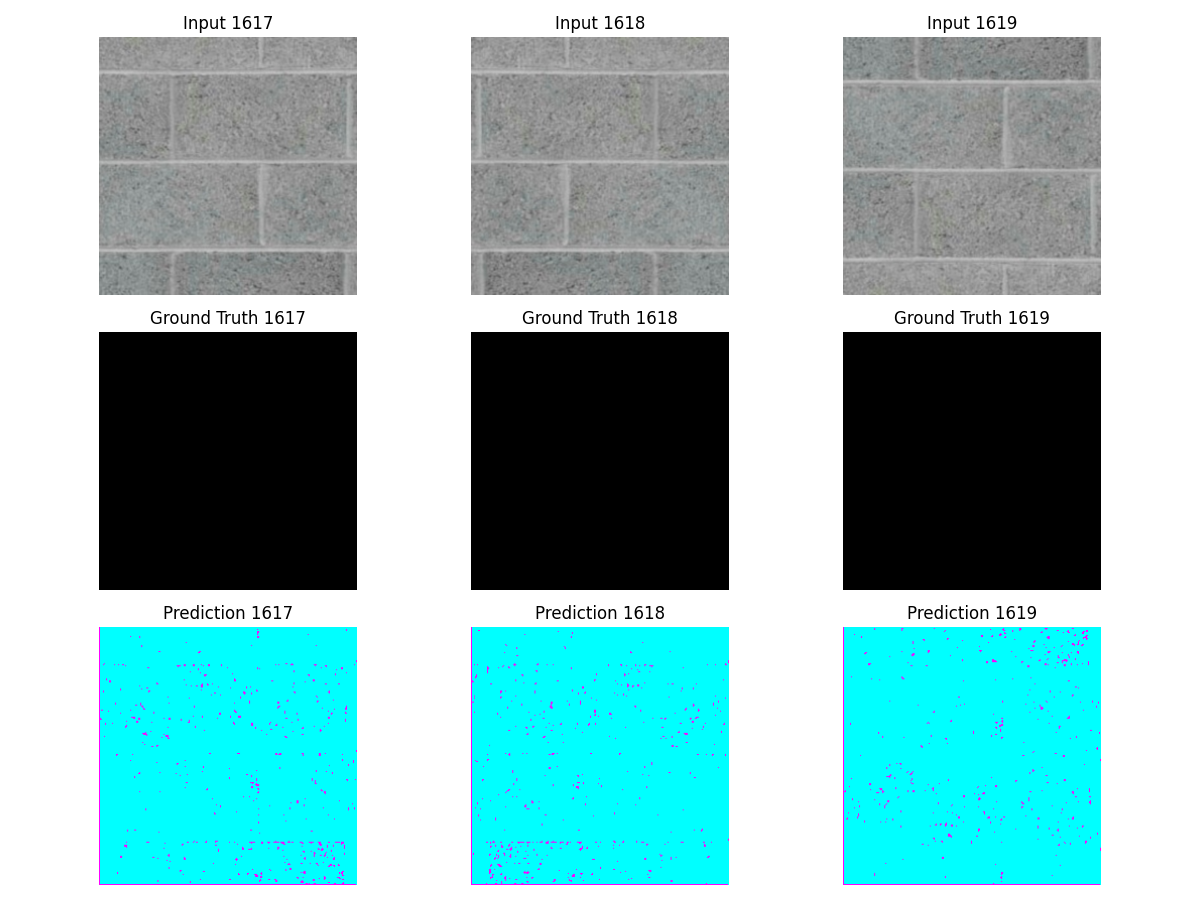 Input 1617
Input 1618
Input 1619
Ground Truth 1617
Ground Truth 1618
Ground Truth 1619
Prediction 1617
Prediction 1618
Prediction 1619